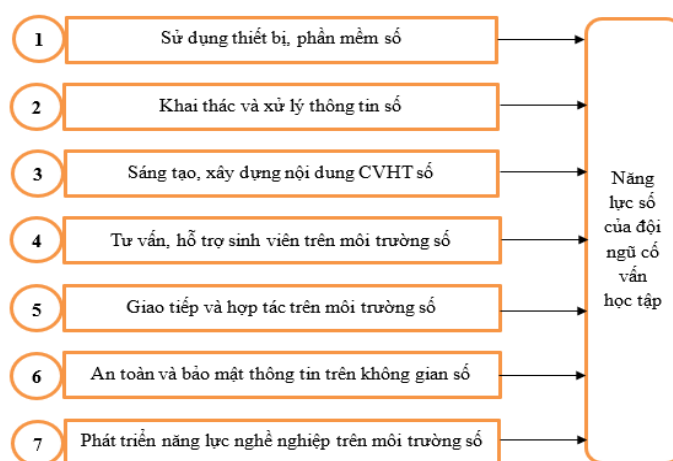 1 Sử dụng thiết bị, phần mềm số
2 Khai thác và xử lý thông tin số
3 Sáng tạo, xây dựng nội dung CVHT số
4 Tư vấn, hỗ trợ sinh viên trên môi trường số
5 Giao tiếp và hợp tác trên môi trường số
6 An toàn và bảo mật thông tin trên không gian số
7 Phát triển năng lực nghề nghiệp trên môi trường số
Năng
lực số
của đội
ngũ cố
vấn
học tập